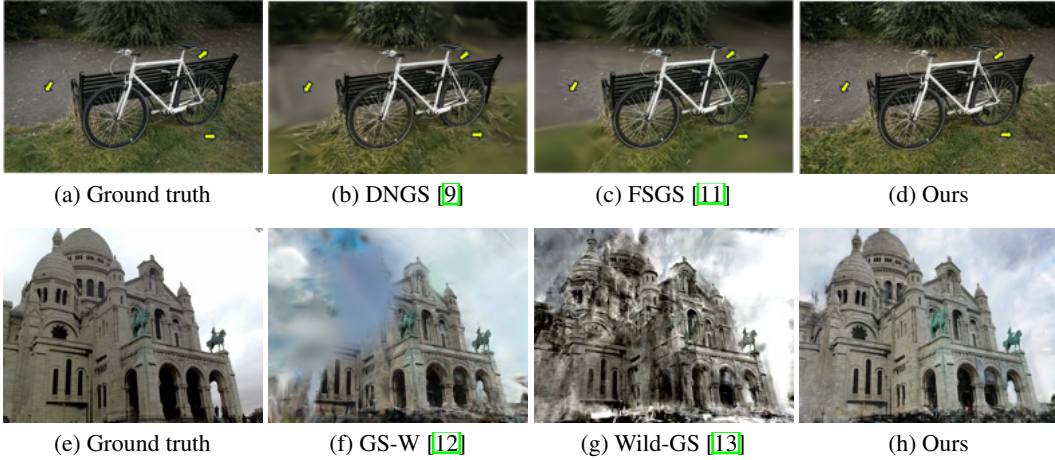 (a) Ground truth (b) DNGS [9] (c) FSGS [11] (d) Ours
(e) Ground truth (f) GS-W [12] (g) Wild-GS [13] (h) Ours